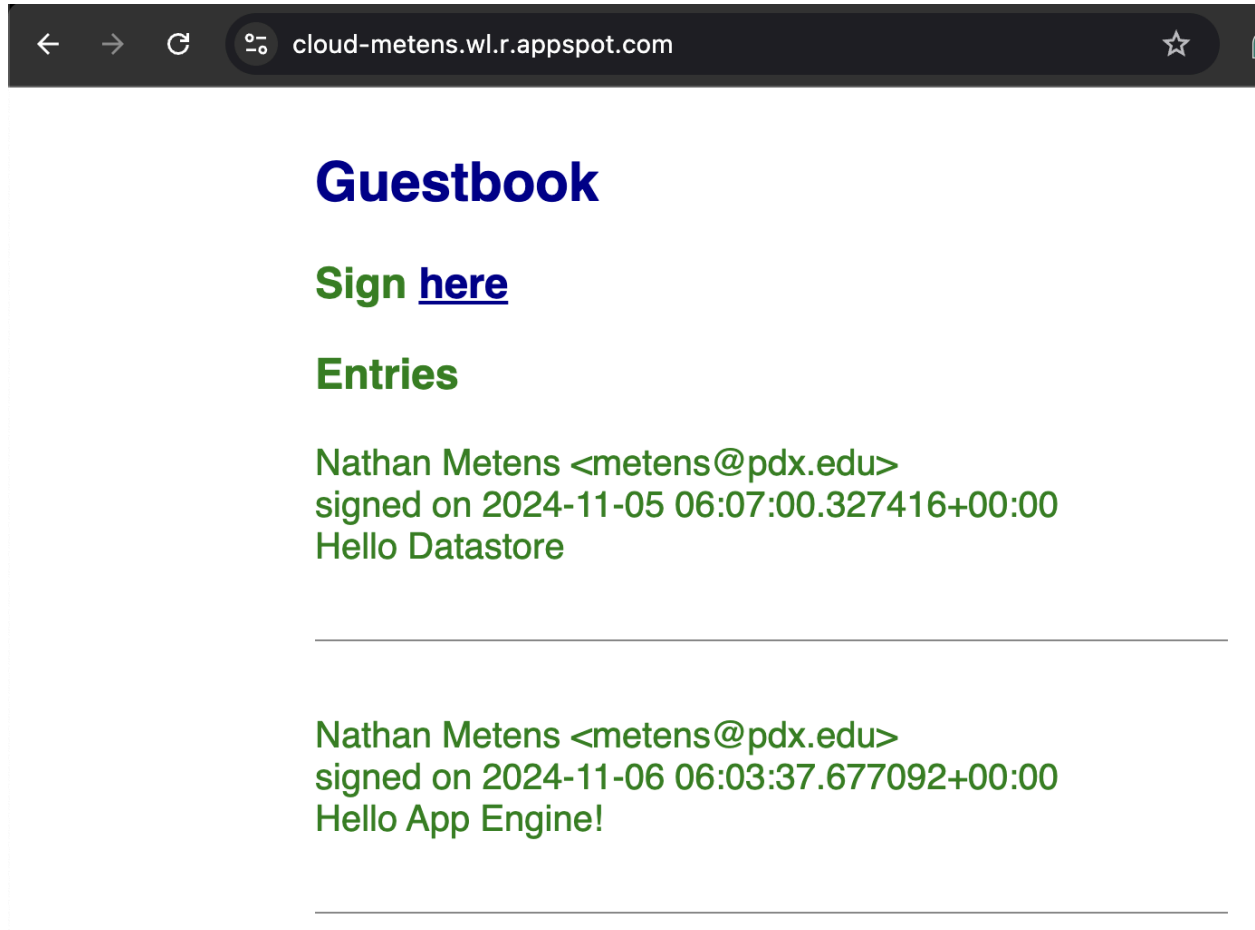 cloud-metens.wl.r.appspot.com
Guestbook
Sign here
Entries
Nathan Metens <metens@pdx.edu>
signed on 2024-11-05 06:07:00.327416+00:00
Hello Datastore
Nathan Metens <metens@pdx.edu>
signed on 2024-11-06 06:03:37.677092+00:00
Hello App Engine!